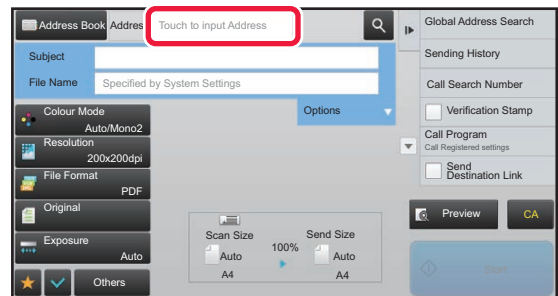 Address Book
Addres
Touch to input Address
Subject
File Name
Specified by System Settings
Options
Colour Mode
Auto/Mono2
Resolution
200x200dpi
File Format
PDF
Original
Exposure
Auto
Others
Scan Size
Auto
A4
100%
Send Size
Auto
A4
Global Address Search
Sending History
Call Search Number
Verification Stamp
Call Program
Call Registered settings
Send
Destination Link
Preview
CA
Start